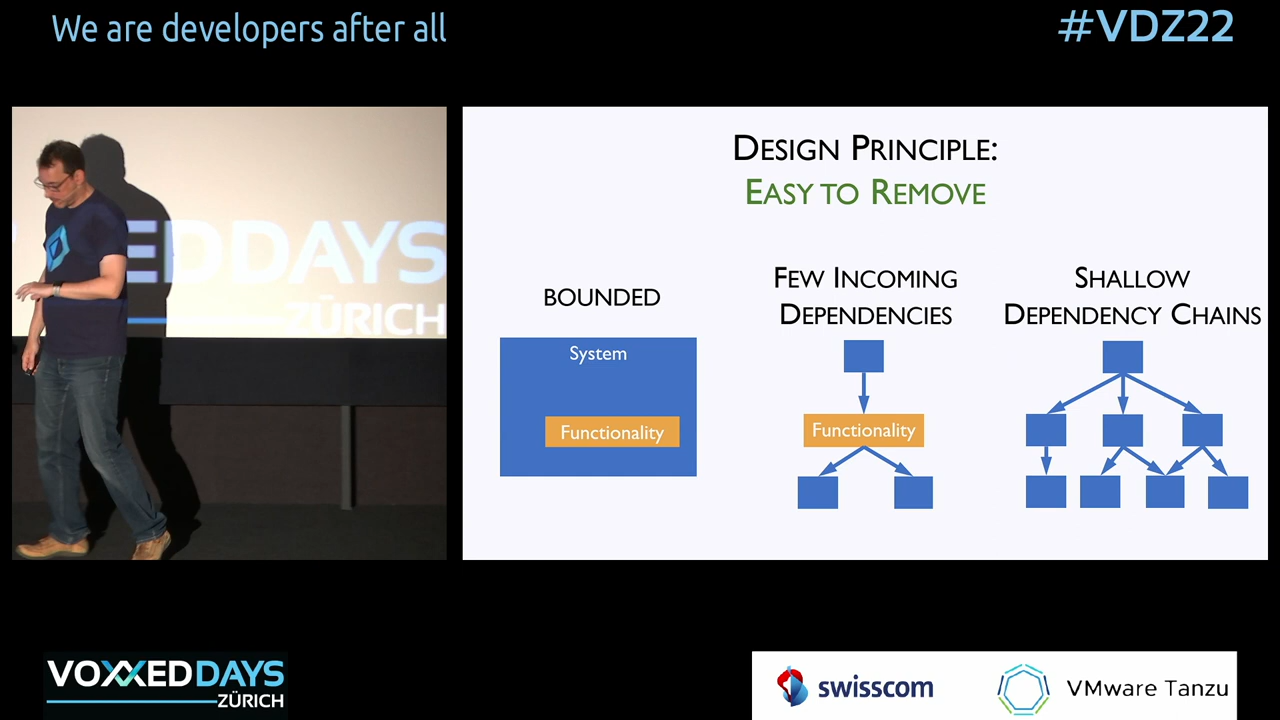 We are developers after all
#VDZ22
EDDAYS
ZÜRICH
DESIGN PRINCIPLE:
EASY TO REMOVE
BOUNDED
System
Functionality
FEW INCOMING
DEPENDENCIES
Functionality
SHALLOW
DEPENDENCY CHAINS
VOXXEDDAYS
ZÜRICH
swisscom
VMware Tanzu